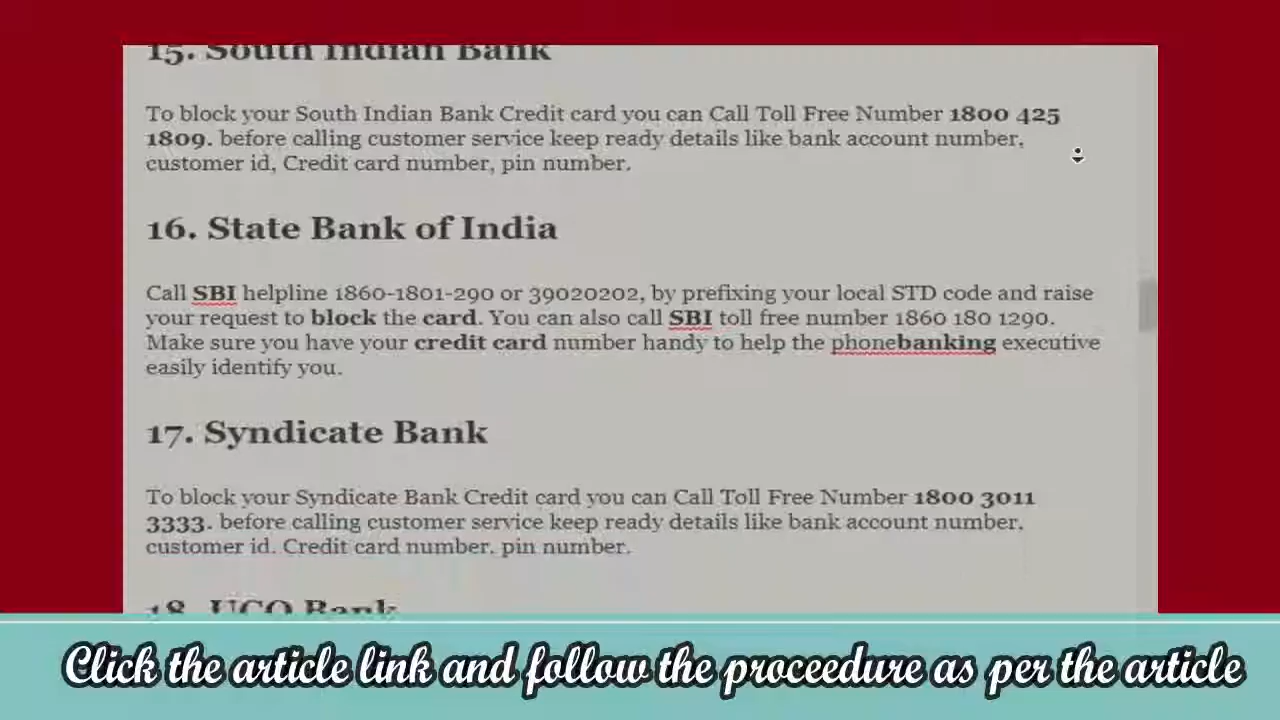 15. South Indian Bank
To block your South Indian Bank Credit card you can Call Toll Free Number 1800 425
1809. before calling customer service keep ready details like bank account number,
customer id, Credit card number, pin number.
16. State Bank of India
Call SBI helpline 1860-1801-290 or 39020202, by prefixing your local STD code and raise
your request to block the card. You can also call SBI toll free number 1860 180 1290.
Make sure you have your credit card number handy to help the phonebanking executive
easily identify you.
17. Syndicate Bank
To block your Syndicate Bank Credit card you can Call Toll Free Number 1800 3011
3333. before calling customer service keep ready details like bank account number,
customer id. Credit card number. pin number.
18. UCO Bank
Click the article link and follow the proceedure as per the article